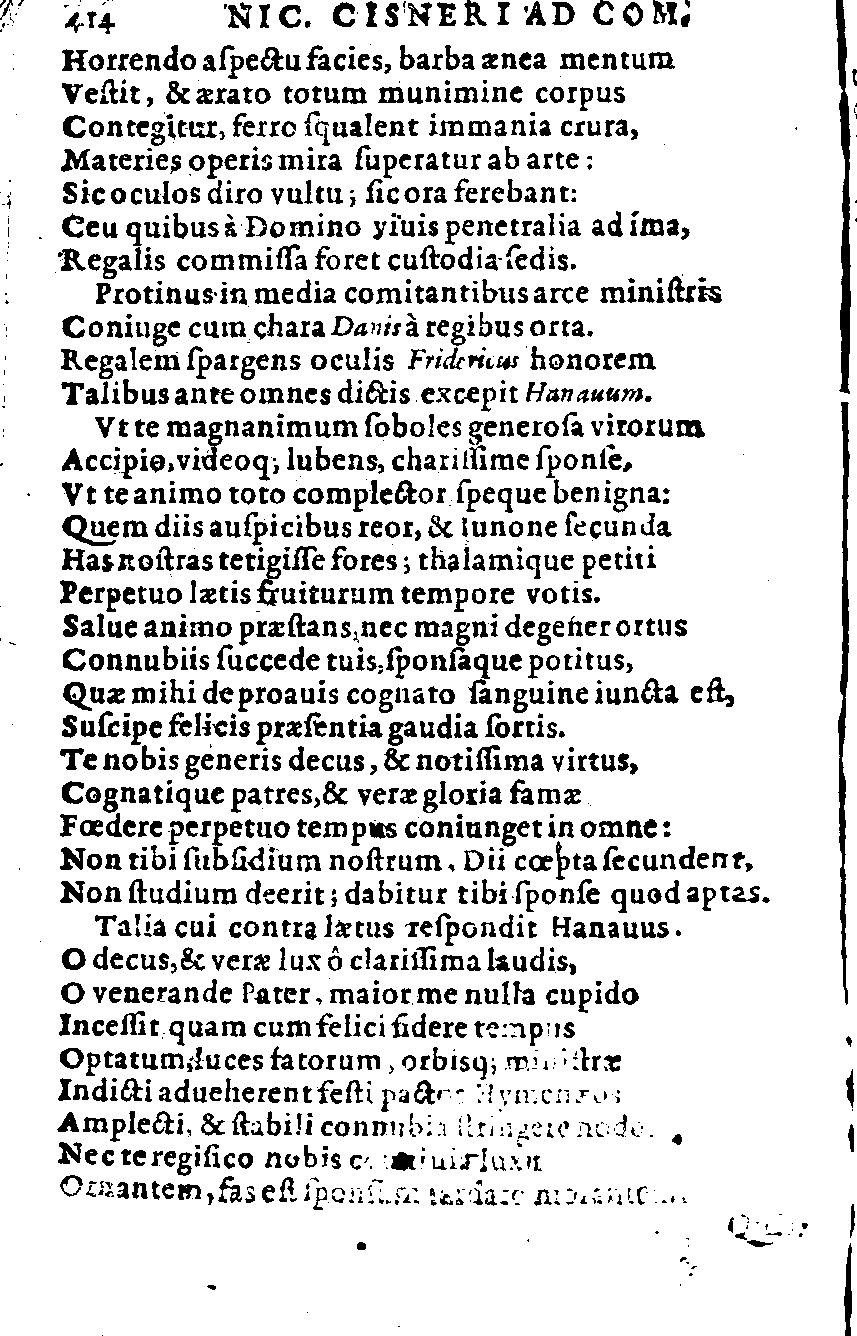 414 NIC. CISNERI AD COM.
Horrendo aſpectu facies, barba ænea mentum
Veſtit, & ærato totum munimine corpus
Contegitur, ferro ſqualent immania crura,
Materies operis mira ſuperatur ab arte:
Sic oculos diro vultu; ſic ora ferebant:
Ceu quibus à Domino viuis penetralia ad íma,
Regalis commiſſa foret cuſtodia ſedis.
Protinus in media comitantibus arce miniſtris
Coniuge cum chara Danis à regibus orta.
Regalem ſpargens oculis Fridericus honorem
Talibus ante omnes dictis excepit Hanauum.
Vt te magnanimum ſoboles generoſa virorum
Accipio, videoq; lubens, chariſſime ſponſe,
Vt te animo toto complector ſpeque benigna:
Quem diis auſpicibus reor, & Iunone ſecunda
Has noſtras tetigiſſe fores; thalamique petiti
Perpetuo lætis fruiturum tempore votis.
Salue animo præſtans, nec magni degener ortus
Connubiis ſuccede tuis, ſponſaque potitus,
Quæ mihi de proauis cognato ſanguine iuncta eſt,
Suſcipe felicis præſentia gaudia ſortis.
Te nobis generis decus, & notiſſima virtus,
Cognatique patres, & veræ gloria famæ
Fœdere perpetuo tempus coniunget in omne:
Non tibi ſubſidium noſtrum, Dii cœpta ſecundent,
Non ſtudium deerit; dabitur tibi ſponſe quod aptas.
Talia cui contra lætus reſpondit Hanauus.
O decus, & veræ lux ô clariſſima laudis,
O venerande Pater, maior me nulla cupido
Inceſſit quam cum felici ſidere tempus
Optatum, luces fatorum, orbisq; miniſtræ
Indicti adueherent feſti pactos Hymenæos
Amplecti, & ſtabili connubia ſtringere nodo.
Nec te regifico nobis
Ornantem, fas eſt ſponſum tardare